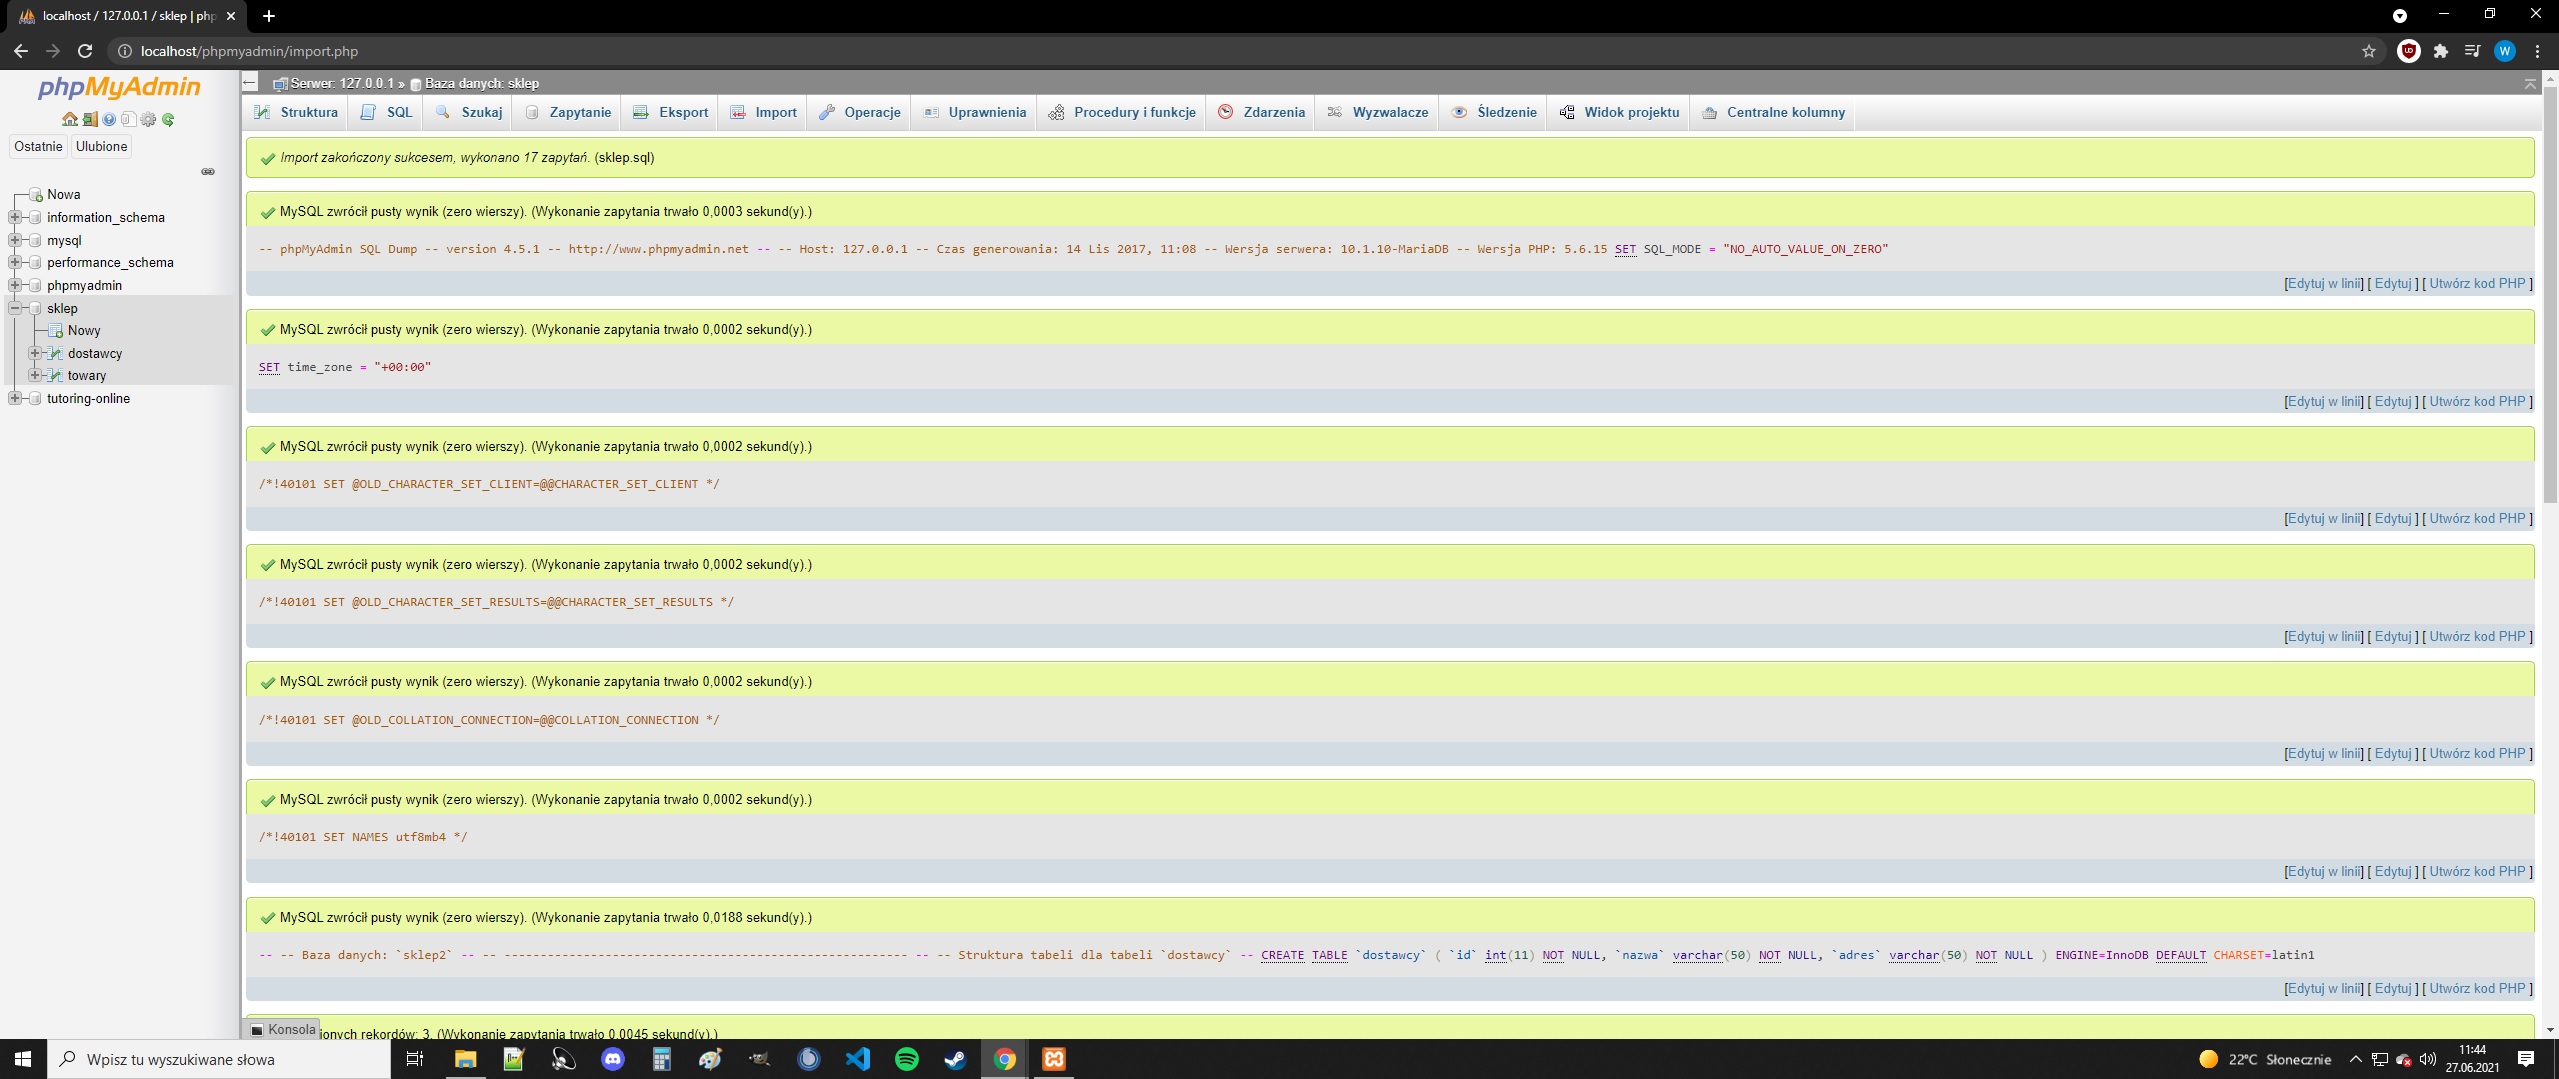 localhost / 127.0.0.1 / sklep | php
localhost/phpmyadmin/import.php
W
phpMyAdmin
Ostatnie Ulubione
Nowa
information_schema
mysql
performance_schema
phpmyadmin
sklep
Nowy
dostawcy
towary
tutoring-online
Serwer: 127.0.0.1 » Baza danych: sklep
Struktura SQL Szukaj Zapytanie Eksport Import Operacje Uprawnienia Procedury i funkcje Zdarzenia Wyzwalacze Śledzenie Widok projektu Centralne kolumny
Import zakończony sukcesem, wykonano 17 zapytań. (sklep.sql)
MySQL zwrócił pusty wynik (zero wierszy). (Wykonanie zapytania trwało 0,0003 sekund(y).)
-- phpMyAdmin SQL Dump -- version 4.5.1 -- http://www.phpmyadmin.net -- -- Host: 127.0.0.1 -- Czas generowania: 14 Lis 2017, 11:08 -- Wersja serwera: 10.1.10-MariaDB -- Wersja PHP: 5.6.15 SET SQL_MODE = "NO_AUTO_VALUE_ON_ZERO"
[Edytuj w linii] [ Edytuj ] [ Utwórz kod PHP ]
MySQL zwrócił pusty wynik (zero wierszy). (Wykonanie zapytania trwało 0,0002 sekund(y).)
SET time_zone = "+00:00"
[Edytuj w linii] [ Edytuj ] [ Utwórz kod PHP ]
MySQL zwrócił pusty wynik (zero wierszy). (Wykonanie zapytania trwało 0,0002 sekund(y).)
/*!40101 SET @OLD_CHARACTER_SET_CLIENT=@@CHARACTER_SET_CLIENT */
[Edytuj w linii] [ Edytuj ] [ Utwórz kod PHP ]
MySQL zwrócił pusty wynik (zero wierszy). (Wykonanie zapytania trwało 0,0002 sekund(y).)
/*!40101 SET @OLD_CHARACTER_SET_RESULTS=@@CHARACTER_SET_RESULTS */
[Edytuj w linii] [ Edytuj ] [ Utwórz kod PHP ]
MySQL zwrócił pusty wynik (zero wierszy). (Wykonanie zapytania trwało 0,0002 sekund(y).)
/*!40101 SET @OLD_COLLATION_CONNECTION=@@COLLATION_CONNECTION */
[Edytuj w linii] [ Edytuj ] [ Utwórz kod PHP ]
MySQL zwrócił pusty wynik (zero wierszy). (Wykonanie zapytania trwało 0,0002 sekund(y).)
/*!40101 SET NAMES utf8mb4 */
[Edytuj w linii] [ Edytuj ] [ Utwórz kod PHP ]
MySQL zwrócił pusty wynik (zero wierszy). (Wykonanie zapytania trwało 0,0188 sekund(y).)
-- -- Baza danych: `sklep2` -- -- -------------------------------------------------------- -- -- Struktura tabeli dla tabeli `dostawcy` -- CREATE TABLE `dostawcy` ( `id` int(11) NOT NULL, `nazwa` varchar(50) NOT NULL, `adres` varchar(50) NOT NULL ) ENGINE=InnoDB DEFAULT CHARSET=latin1
[Edytuj w linii] [ Edytuj ] [ Utwórz kod PHP ]
Konsola
ionych rekordów: 3. (Wykonanie zapytania trwało 0,0045 sekund(y).)
Wpisz tu wyszukiwane słowa
22°C Słonecznie
11:44
27.06.2021